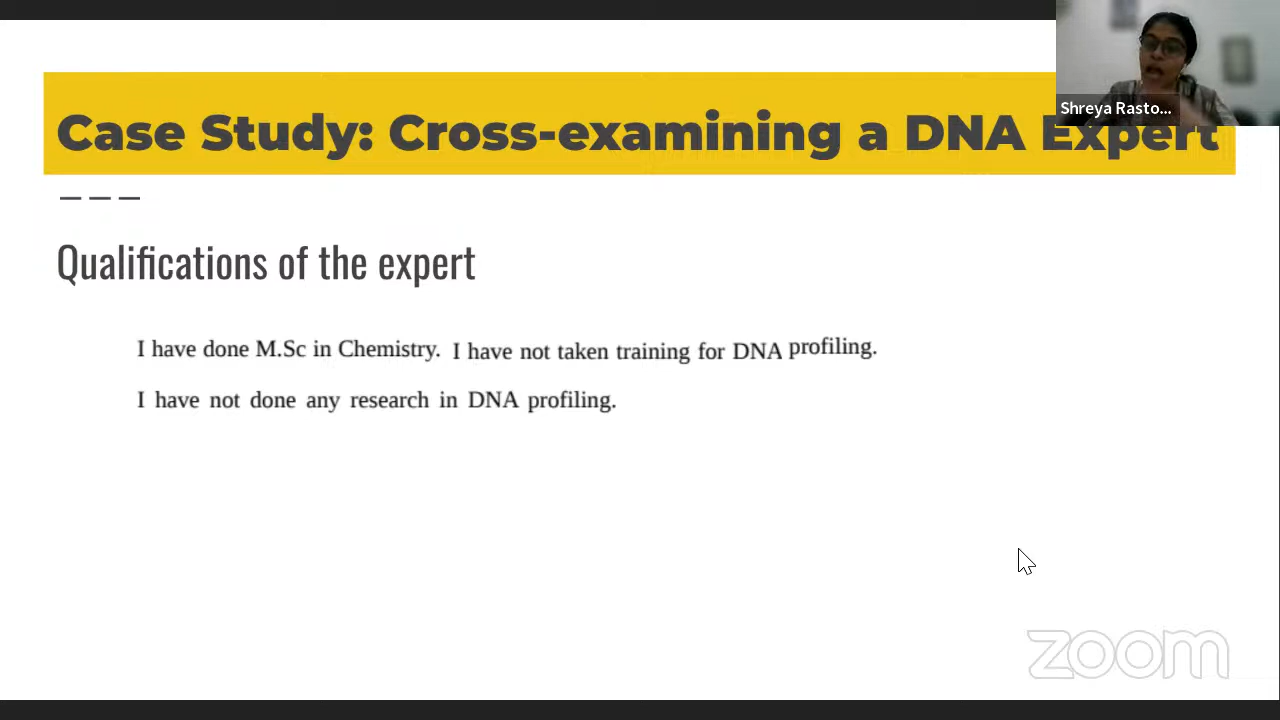 Shreya Rasto...
Case Study: Cross-examining a DNA Expert
Qualifications of the expert
I have done M.Sc in Chemistry. I have not taken training for DNA profiling.
I have not done any research in DNA profiling.
zoom